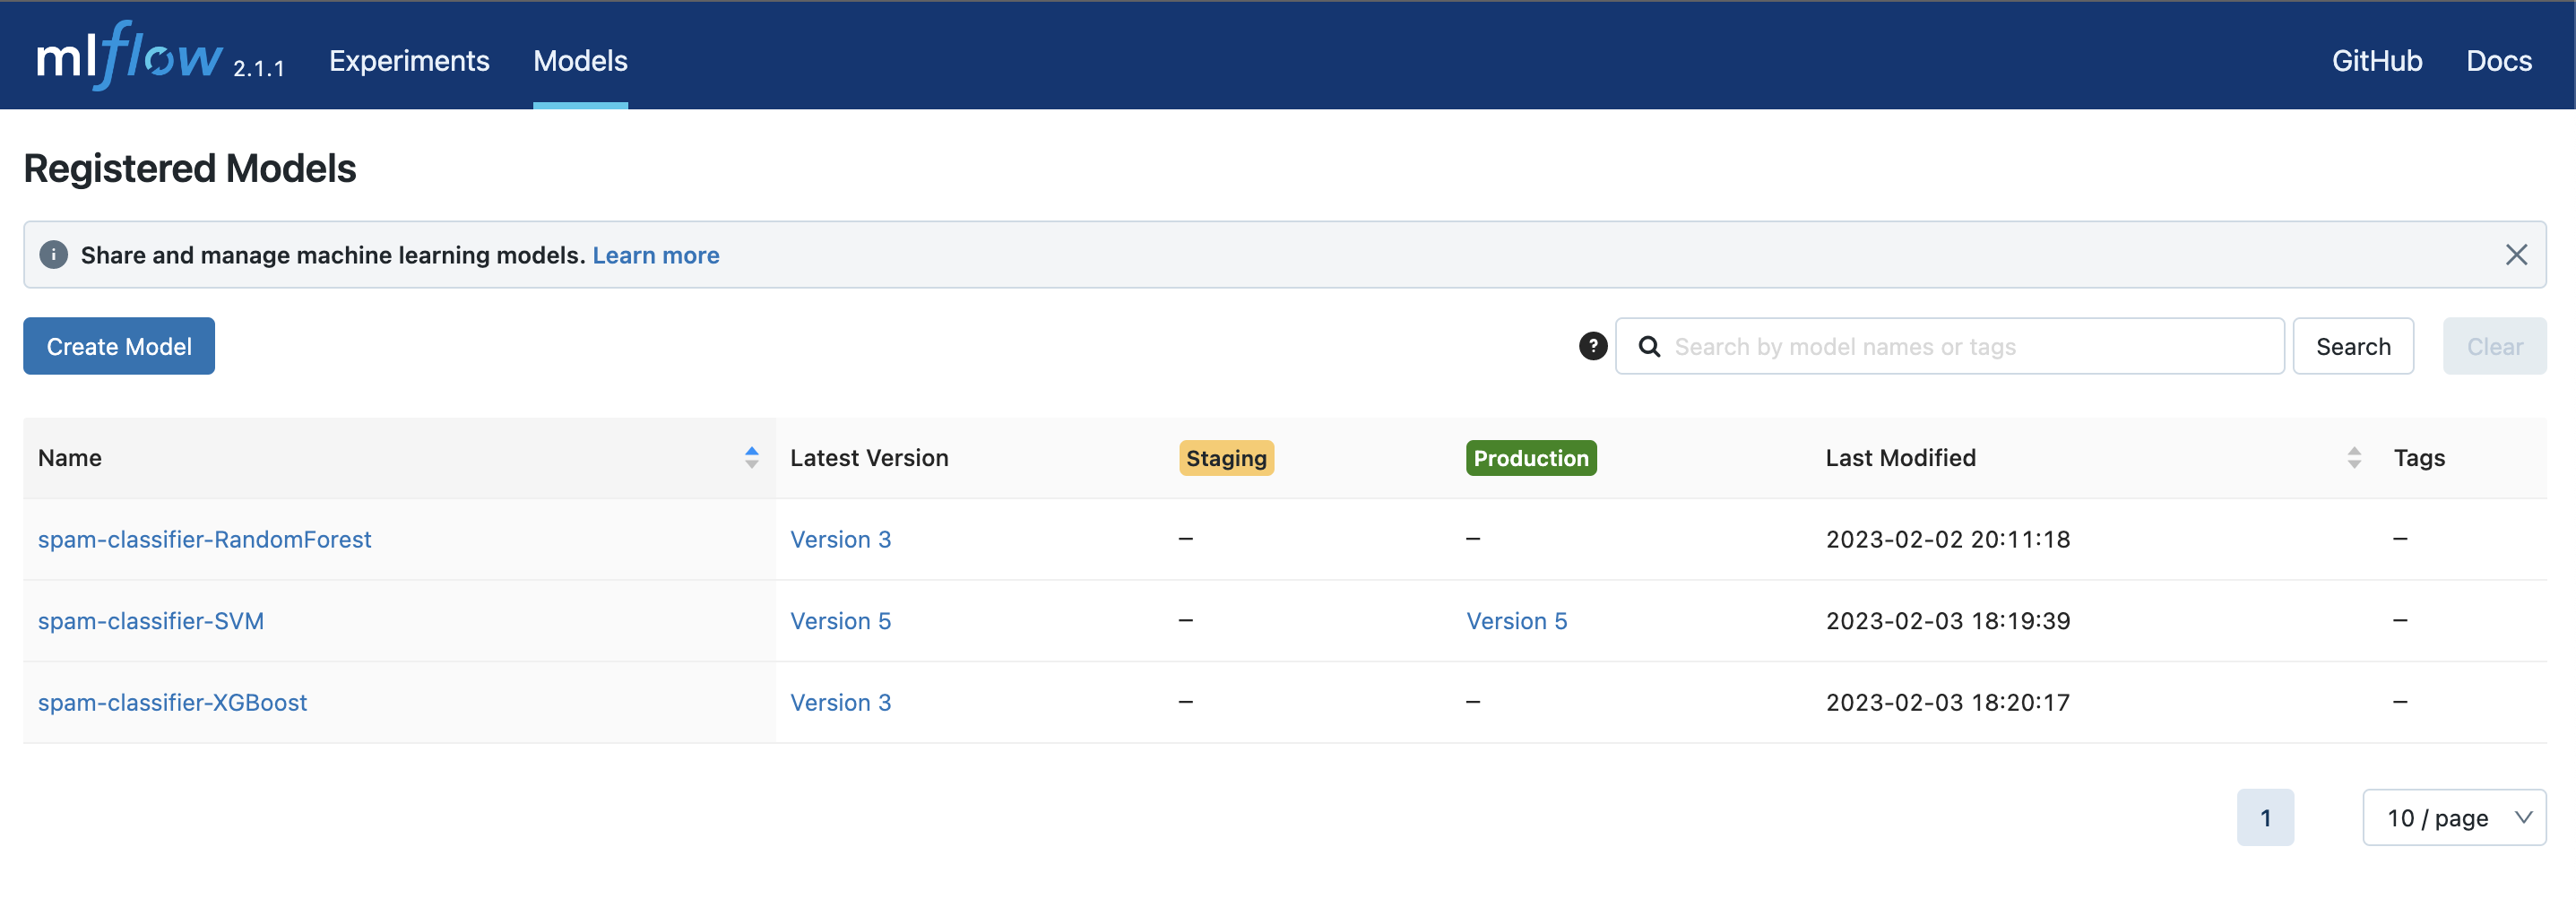 mlflow 2.1.1 Experiments Models GitHub Docs
Registered Models
Share and manage machine learning models. Learn more
Create Model ? Search by model names or tags Search Clear
Name Latest Version Staging Production Last Modified Tags
spam-classifier-RandomForest Version 3 – – 2023-02-02 20:11:18 –
spam-classifier-SVM Version 5 – Version 5 2023-02-03 18:19:39 –
spam-classifier-XGBoost Version 3 – – 2023-02-03 18:20:17 –
1 10 / page